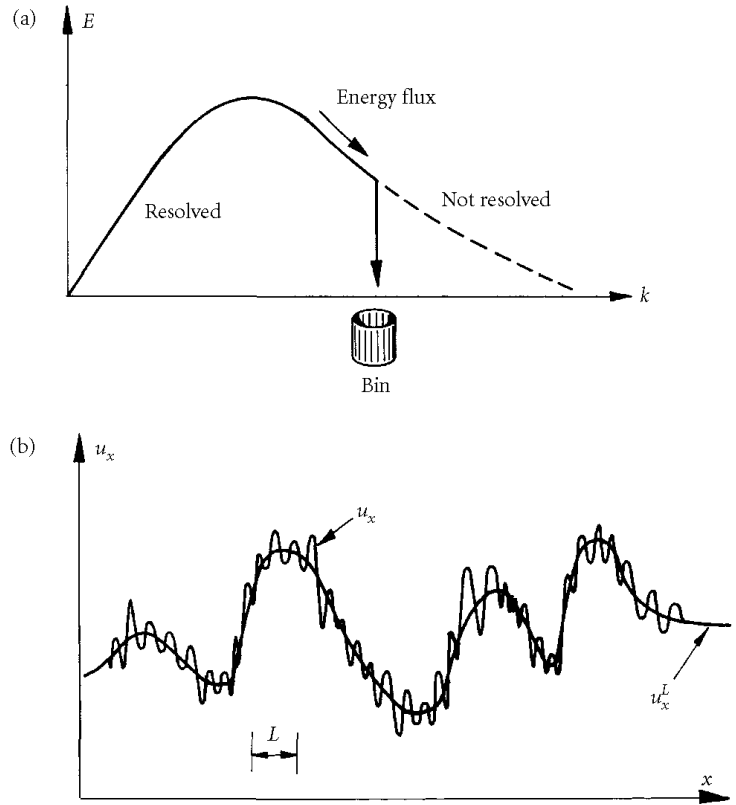 (a)
E
Energy flux
Resolved
Not resolved
k
Bin
(b)
u_x
u_x
L
u_x^L
x